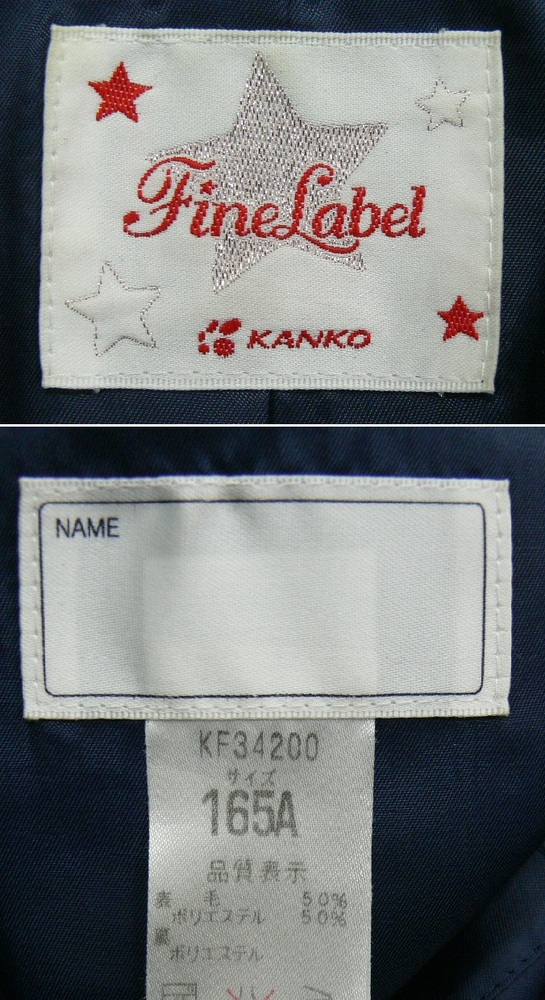 FineLabel
KANKO
NAME
KF34200
サイズ
165A
品質表示
表 毛 50%
ポリエステル 50%
裏
ポリエステル